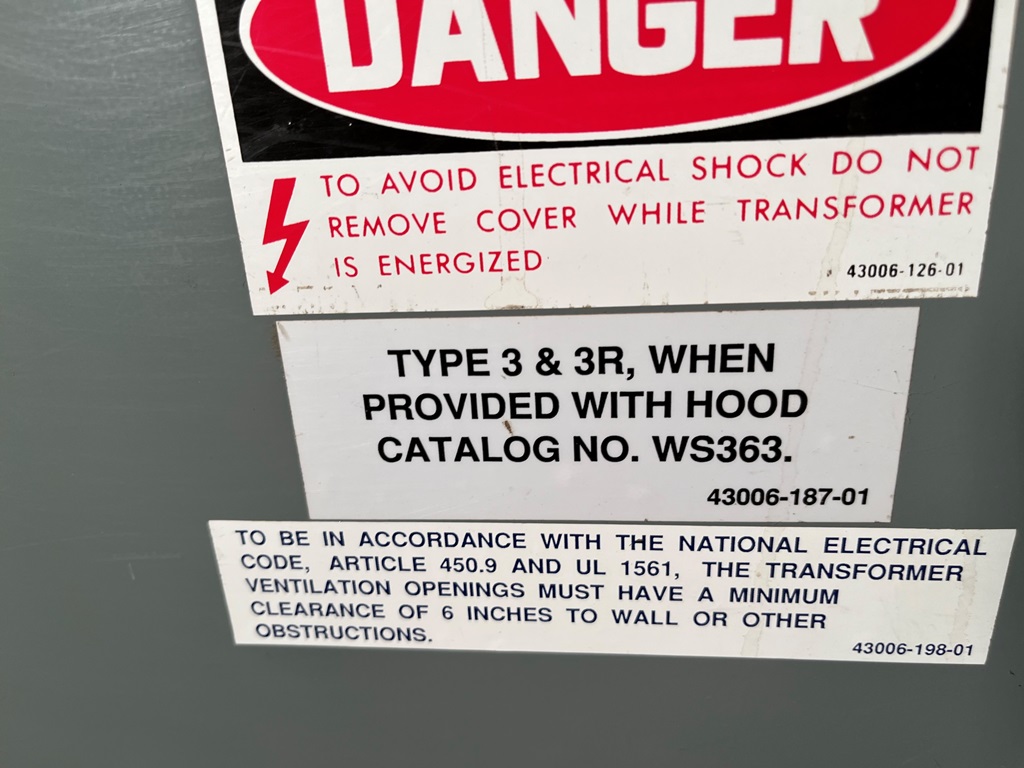 DANGER
TO AVOID ELECTRICAL SHOCK DO NOT
REMOVE COVER WHILE TRANSFORMER
IS ENERGIZED
43006-126-01
TYPE 3 & 3R, WHEN
PROVIDED WITH HOOD
CATALOG NO. WS363.
43006-187-01
TO BE IN ACCORDANCE WITH THE NATIONAL ELECTRICAL
CODE, ARTICLE 450.9 AND UL 1561, THE TRANSFORMER
VENTILATION OPENINGS MUST HAVE A MINIMUM
CLEARANCE OF 6 INCHES TO WALL OR OTHER
OBSTRUCTIONS.
43006-198-01